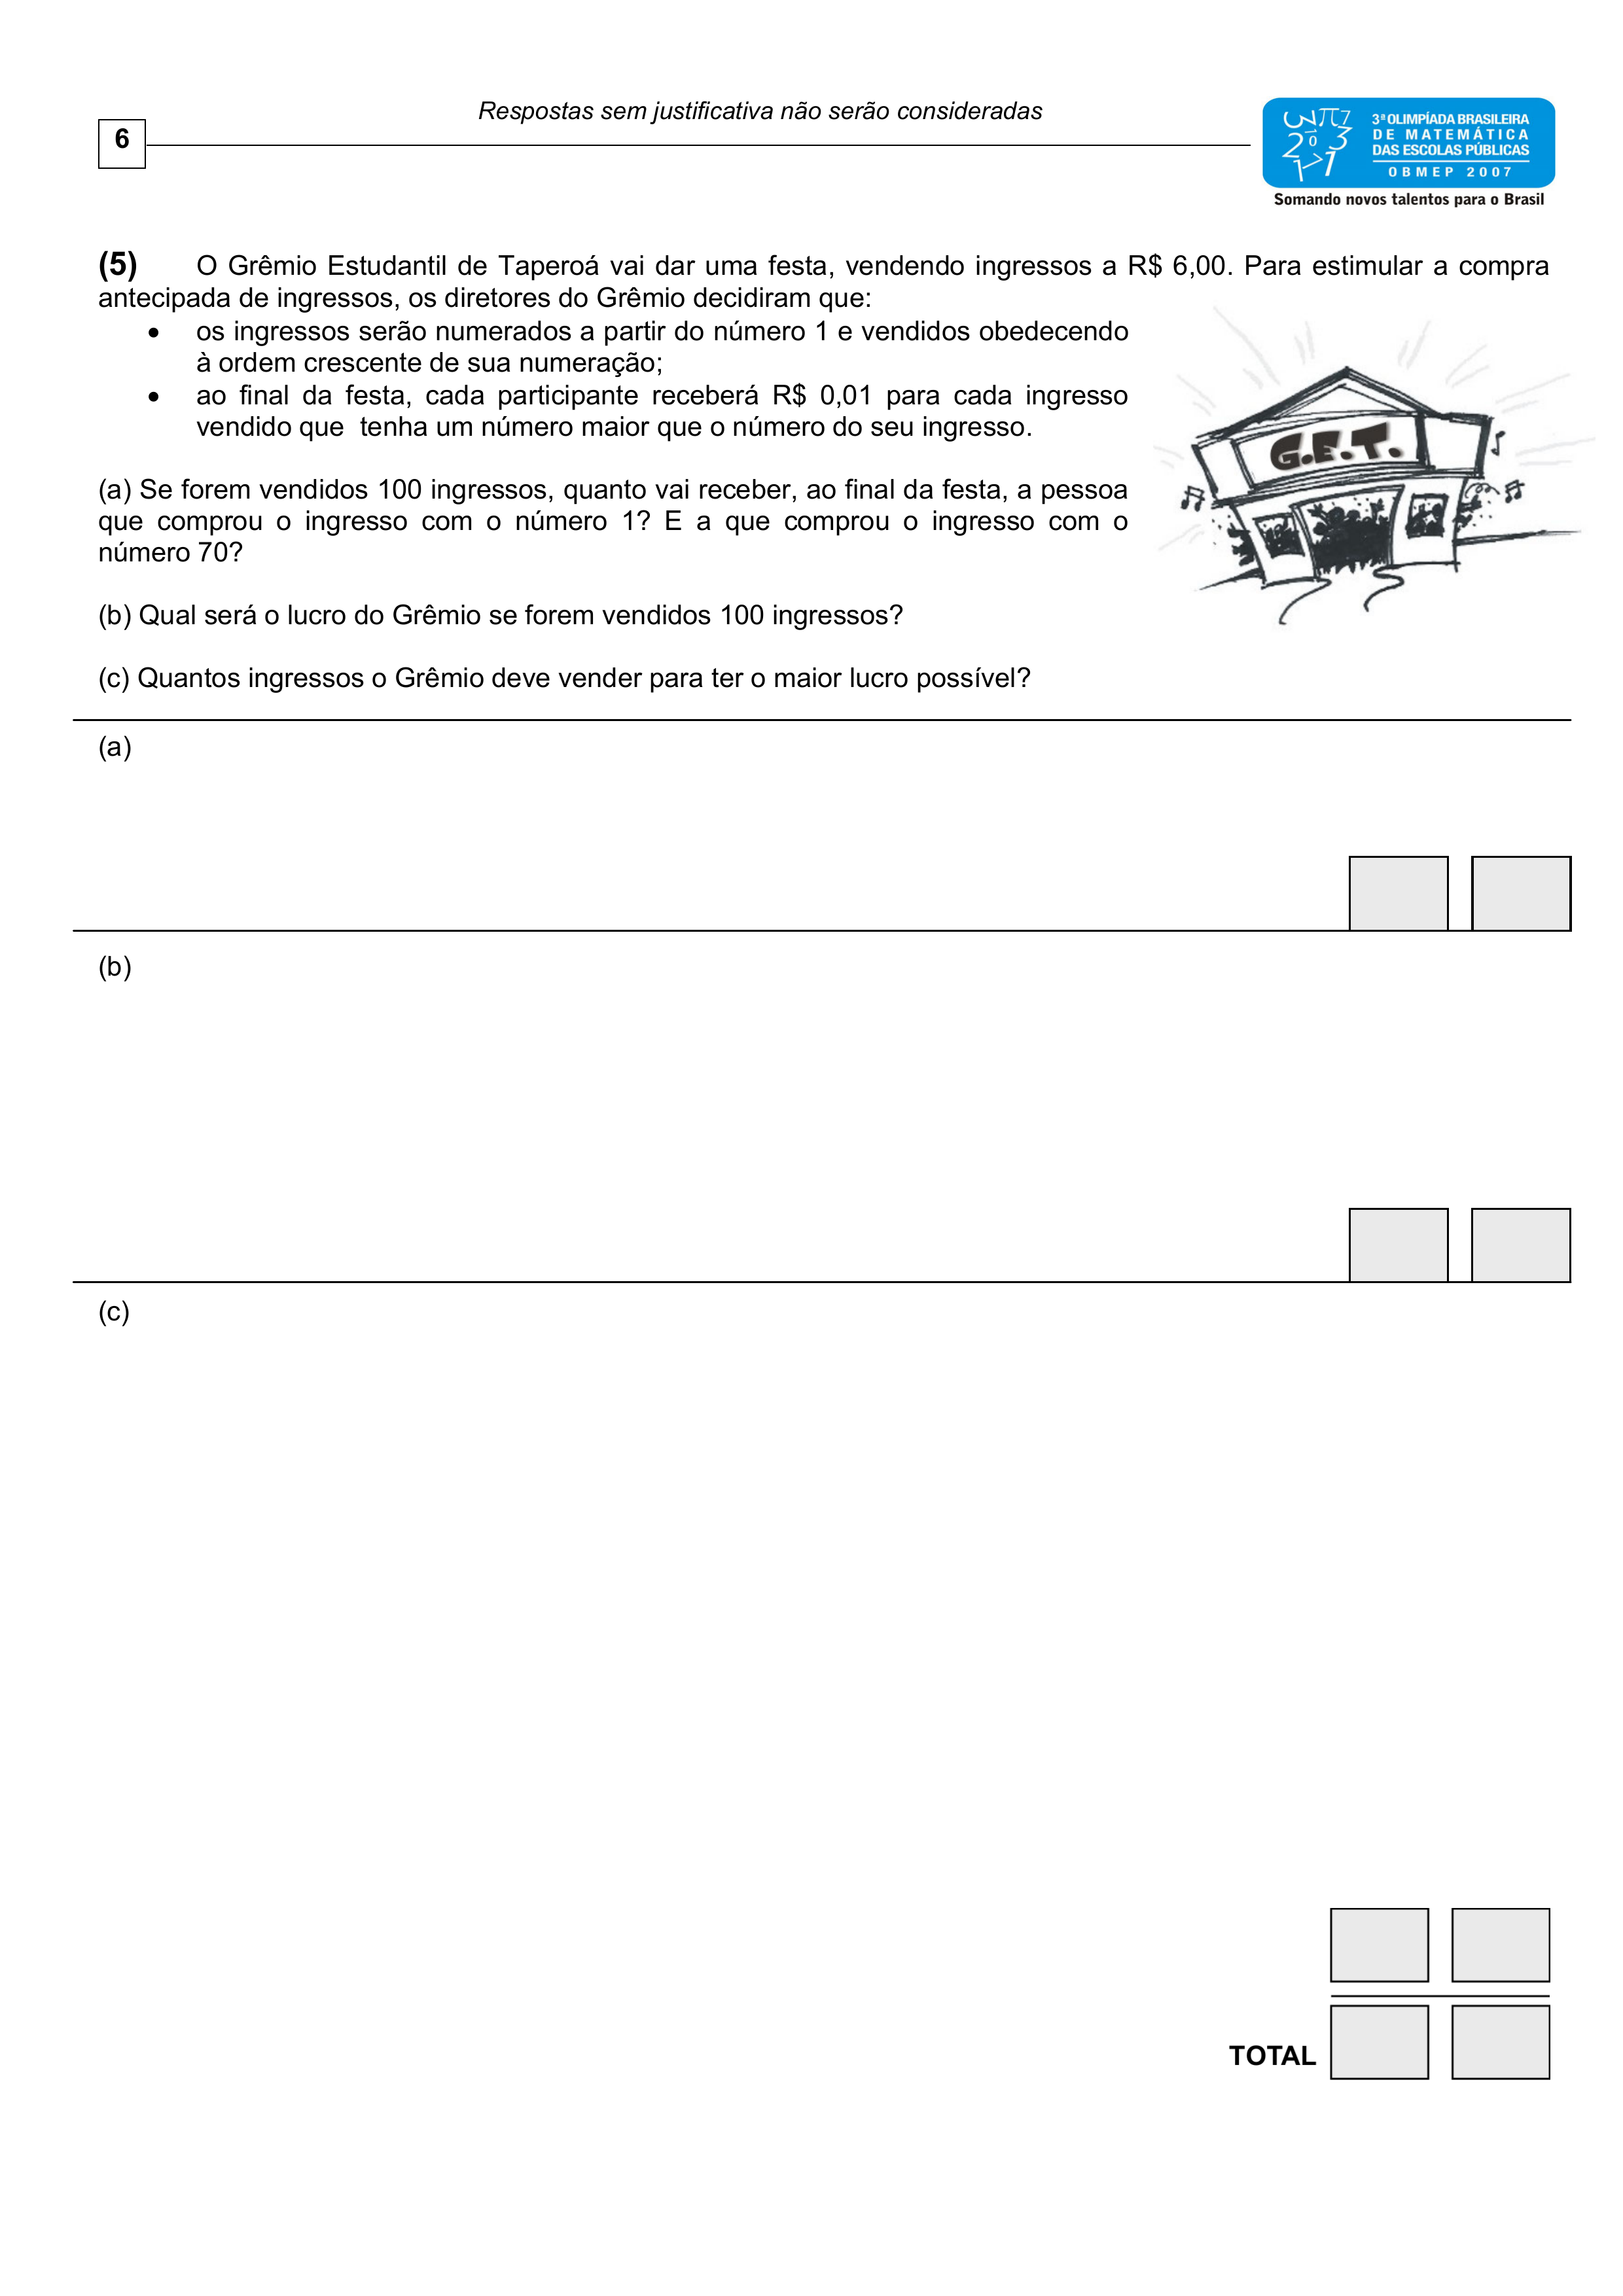 Respostas sem justificativa não serão consideradas
6
3ª OLIMPÍADA BRASILEIRA
DE MATEMÁTICA
DAS ESCOLAS PÚBLICAS
OBMEP 2007
Somando novos talentos para o Brasil
(5) O Grêmio Estudantil de Taperoá vai dar uma festa, vendendo ingressos a R$ 6,00. Para estimular a compra
antecipada de ingressos, os diretores do Grêmio decidiram que:
• os ingressos serão numerados a partir do número 1 e vendidos obedecendo
à ordem crescente de sua numeração;
• ao final da festa, cada participante receberá R$ 0,01 para cada ingresso
vendido que tenha um número maior que o número do seu ingresso.
G.E.T.
(a) Se forem vendidos 100 ingressos, quanto vai receber, ao final da festa, a pessoa
que comprou o ingresso com o número 1? E a que comprou o ingresso com o
número 70?
(b) Qual será o lucro do Grêmio se forem vendidos 100 ingressos?
(c) Quantos ingressos o Grêmio deve vender para ter o maior lucro possível?
(a)
(b)
(c)
TOTAL